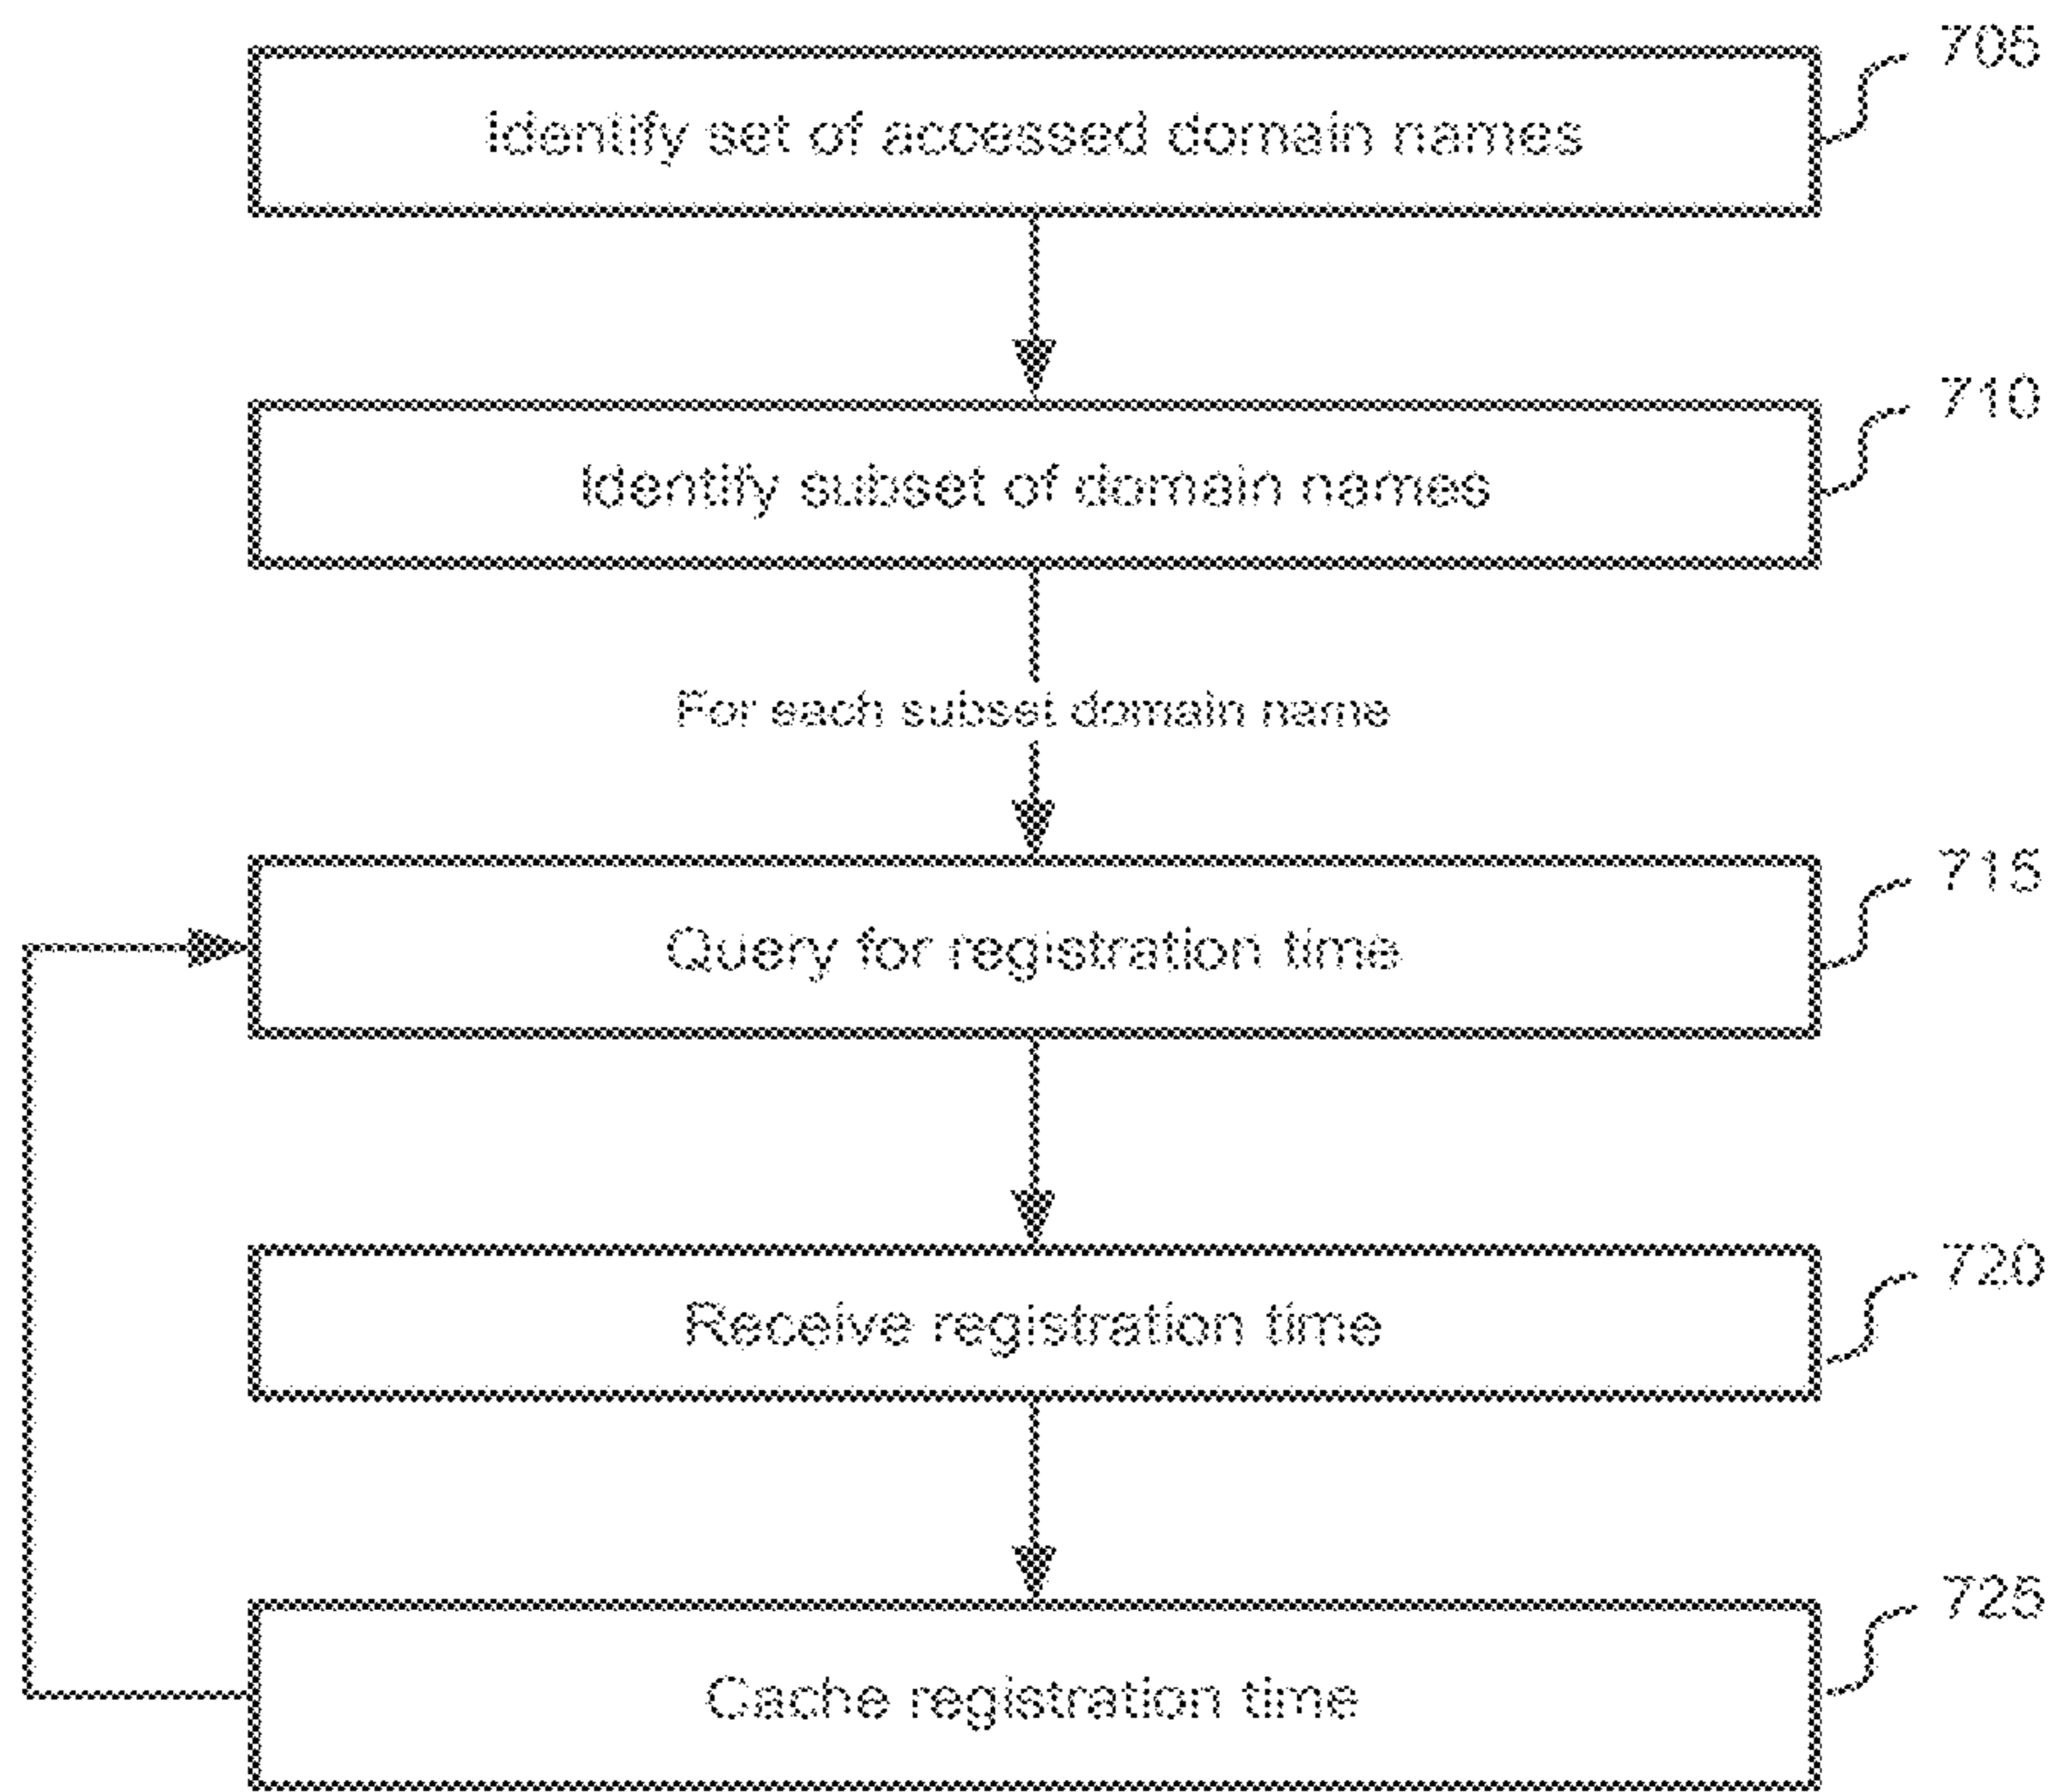 705
Identify set of accessed domain names
710
Identify subset of domain names
For each subset domain name
715
Query for registration time
720
Receive registration time
725
Cache registration time